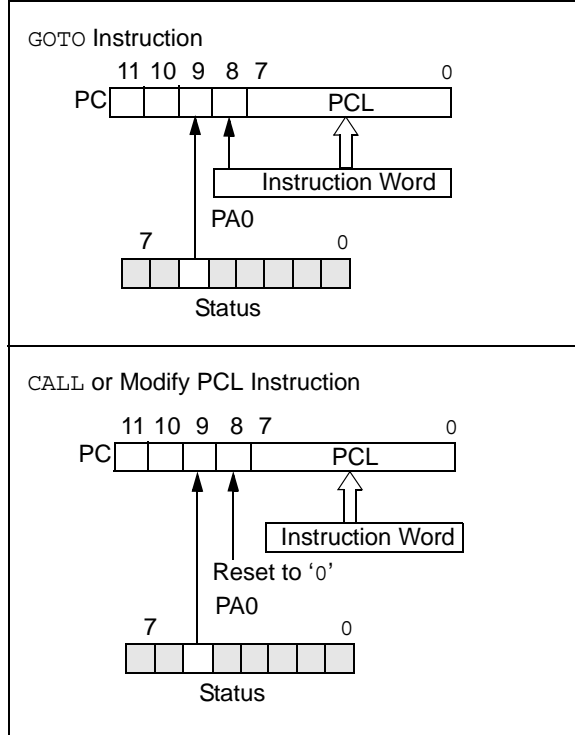 GOTO Instruction
11 10 9 8 7 0
PC PCL
Instruction Word
PA0
7 0
Status
CALL or Modify PCL Instruction
11 10 9 8 7 0
PC PCL
Instruction Word
Reset to ‘0’
PA0
7 0
Status